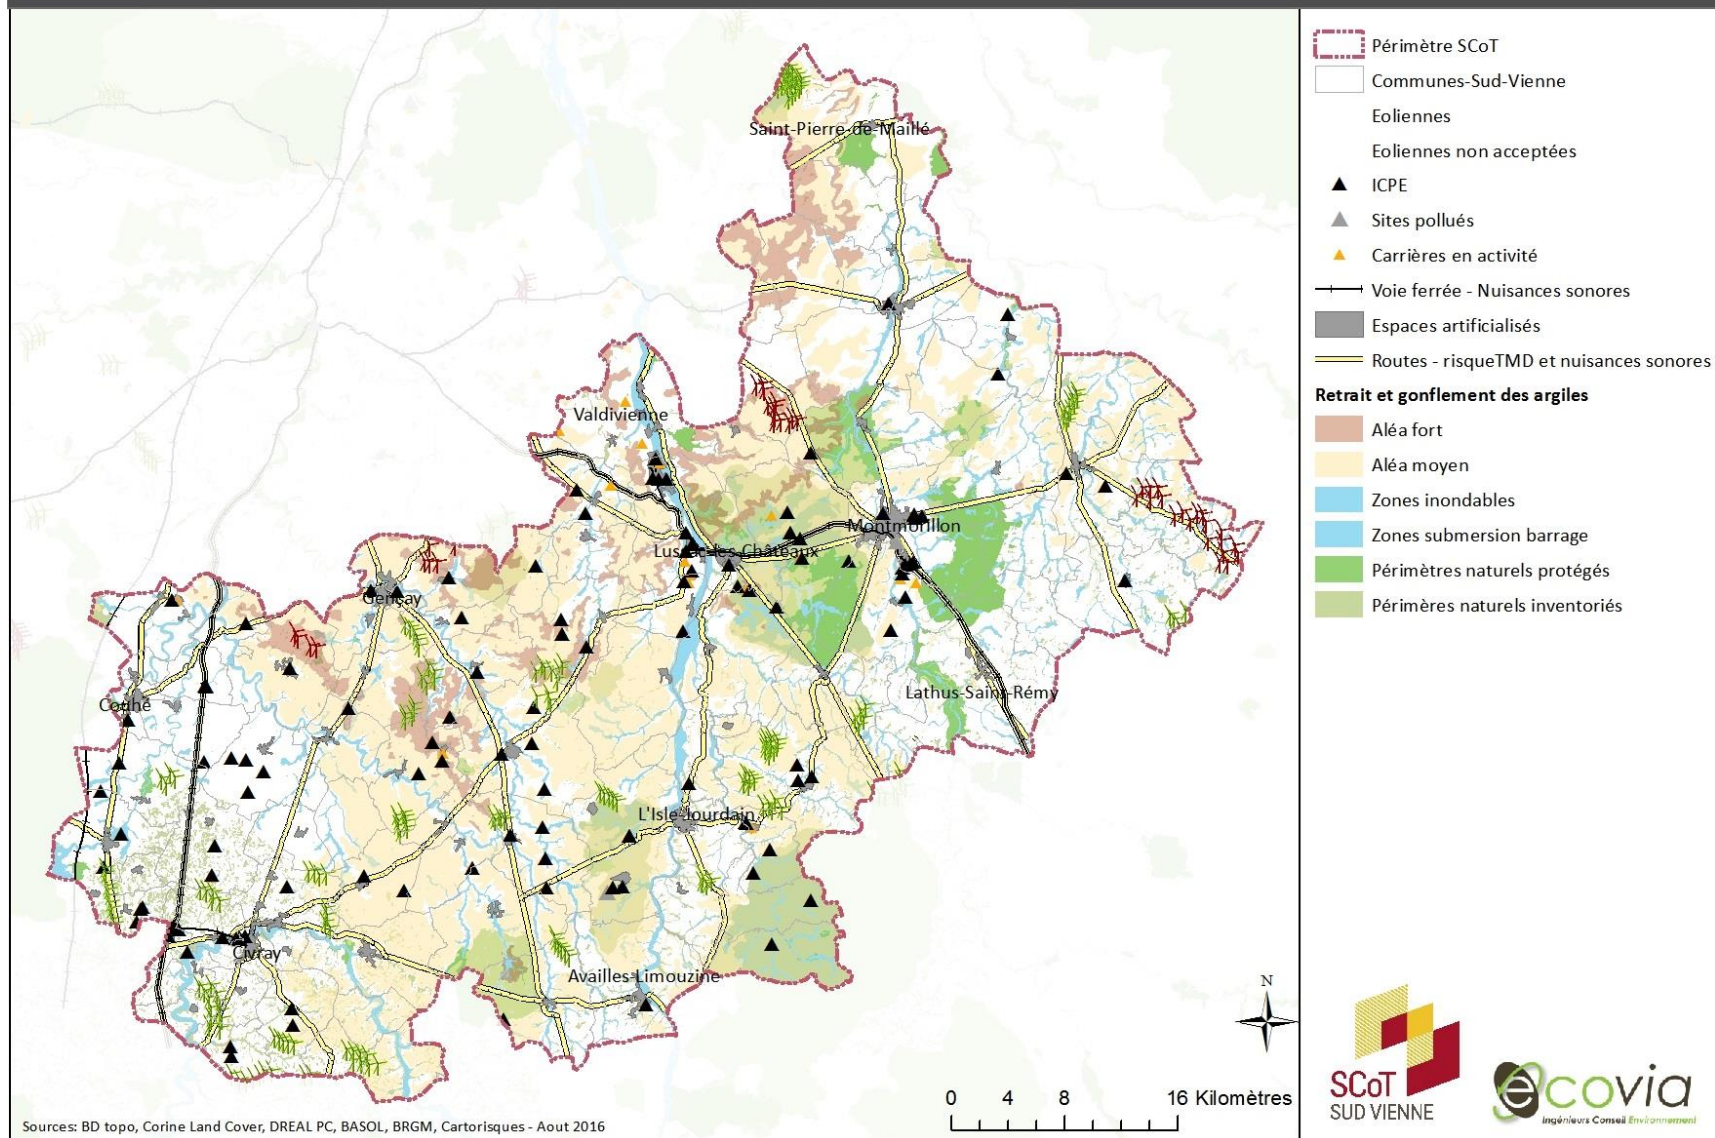 Périmètre SCoT
Communes-Sud-Vienne
Eoliennes
Eoliennes non acceptées
ICPE
Sites pollués
Carrières en activité
Voie ferrée - Nuisances sonores
Espaces artificialisés
Routes - risqueTMD et nuisances sonores
Retrait et gonflement des argiles
Aléa fort
Aléa moyen
Zones inondables
Zones submersion barrage
Périmètres naturels protégés
Périmères naturels inventoriés
Saint-Pierre-de-Maillé
Valdivienne
Montmorillon
Lussac-les-Châteaux
Gençay
Lathus-Saint-Rémy
Couhé
L'Isle-Jourdain
Civray
Availles-Limouzine
N
0 4 8 16 Kilomètres
Sources: BD topo, Corine Land Cover, DREAL PC, BASOL, BRGM, Cartorisques - Aout 2016
SCoT
SUD VIENNE
ecovia
Ingénieurs Conseil Environnement